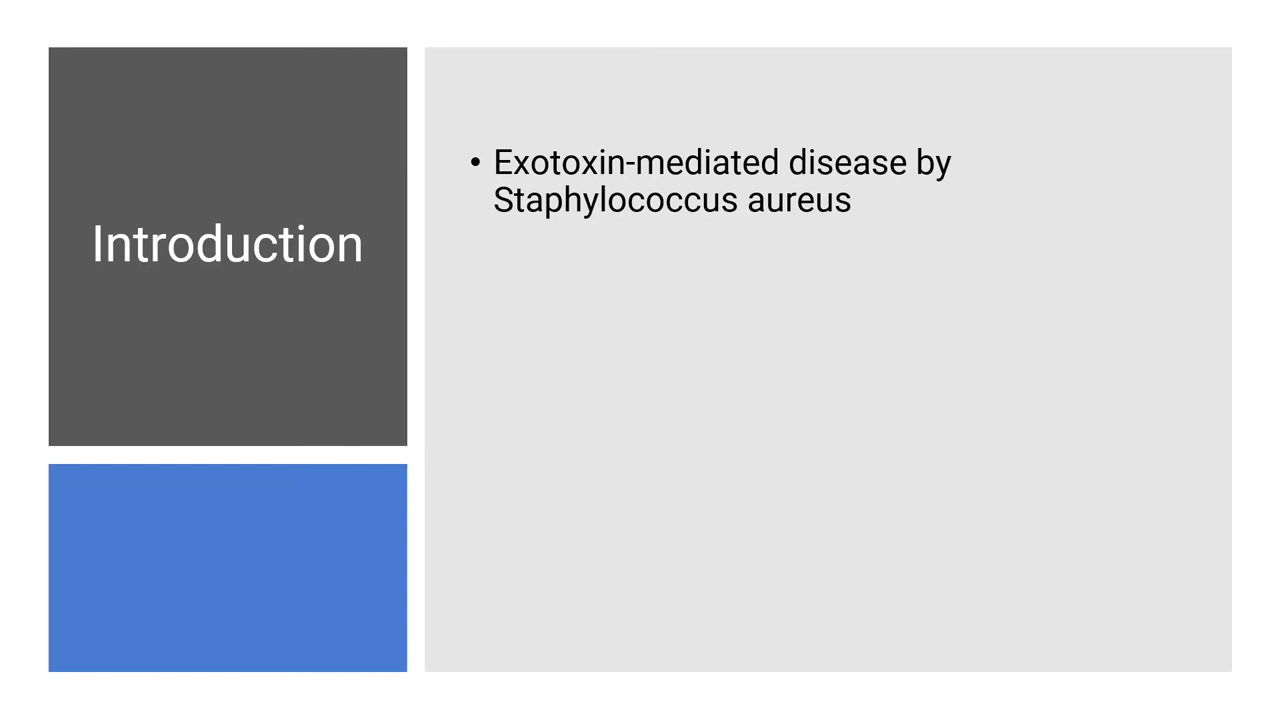 Introduction
• Exotoxin-mediated disease by
Staphylococcus aureus